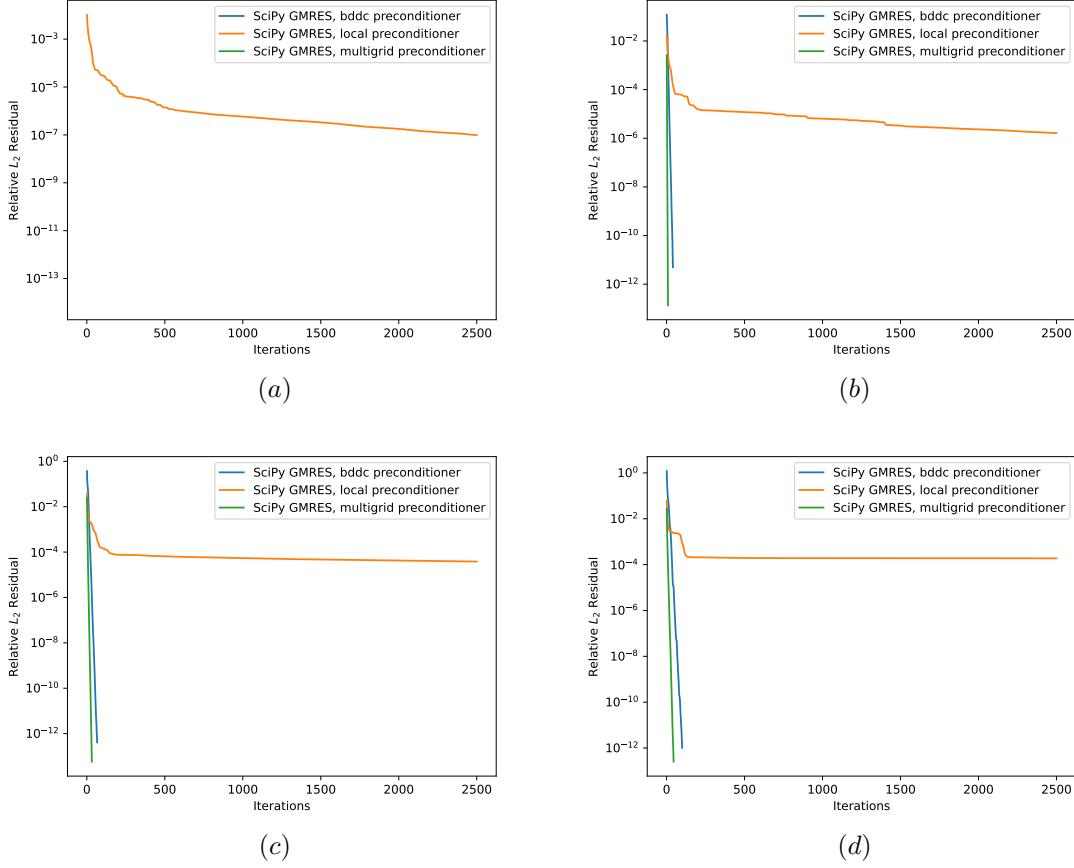 10^−3
10^−5
10^−7
10^−9
10^−11
10^−13
Relative L₂ Residual
0 500 1000 1500 2000 2500
Iterations
SciPy GMRES, bddc preconditioner
SciPy GMRES, local preconditioner
SciPy GMRES, multigrid preconditioner
(a)
10^−2
10^−4
10^−6
10^−8
10^−10
10^−12
Relative L₂ Residual
0 500 1000 1500 2000 2500
Iterations
SciPy GMRES, bddc preconditioner
SciPy GMRES, local preconditioner
SciPy GMRES, multigrid preconditioner
(b)
10^0
10^−2
10^−4
10^−6
10^−8
10^−10
10^−12
Relative L₂ Residual
0 500 1000 1500 2000 2500
Iterations
SciPy GMRES, bddc preconditioner
SciPy GMRES, local preconditioner
SciPy GMRES, multigrid preconditioner
(c)
10^0
10^−2
10^−4
10^−6
10^−8
10^−10
10^−12
Relative L₂ Residual
0 500 1000 1500 2000 2500
Iterations
SciPy GMRES, bddc preconditioner
SciPy GMRES, local preconditioner
SciPy GMRES, multigrid preconditioner
(d)